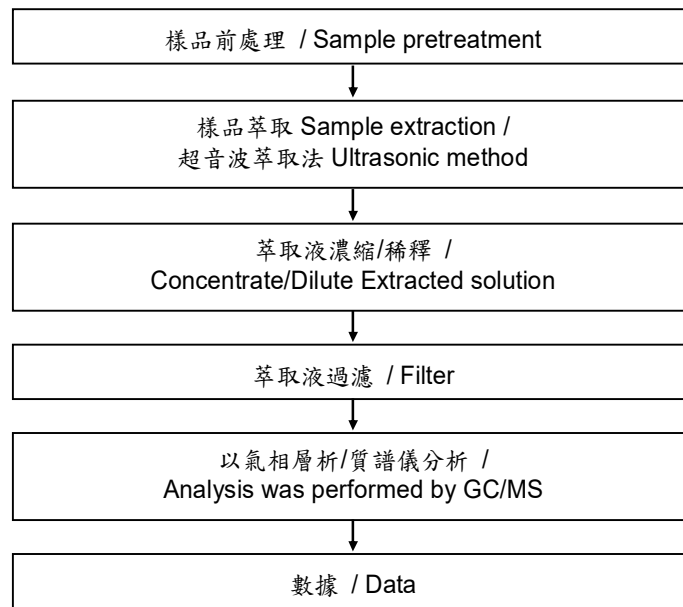 樣品前處理 / Sample pretreatment
樣品萃取 Sample extraction /
超音波萃取法 Ultrasonic method
萃取液濃縮/稀釋 /
Concentrate/Dilute Extracted solution
萃取液過濾 / Filter
以氣相層析/質譜儀分析 /
Analysis was performed by GC/MS
數據 / Data